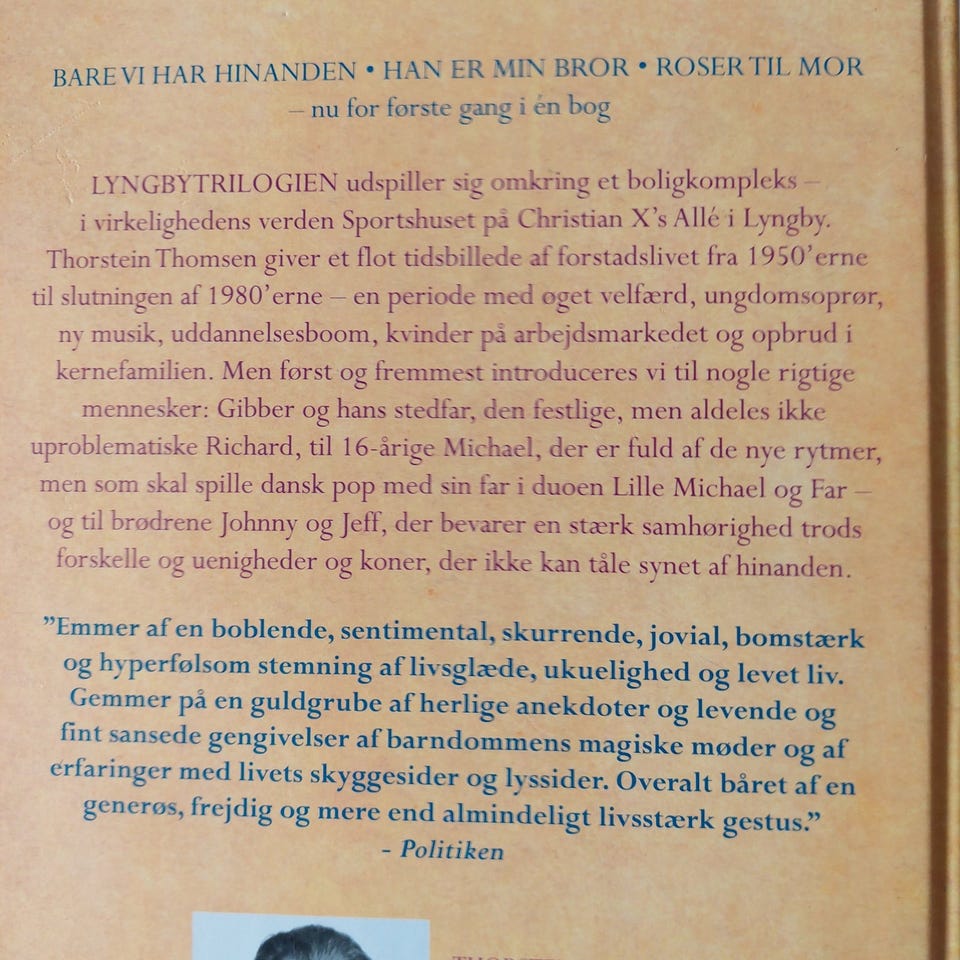 BARE VI HAR HINANDEN • HAN ER MIN BROR • ROSER TIL MOR
– nu for første gang i én bog
LYNGBYTRILOGIEN udspiller sig omkring et boligkompleks –
i virkelighedens verden Sportshuset på Christian X's Allé i Lyngby.
Thorstein Thomsen giver et flot tidsbillede af forstadslivet fra 1950'erne
til slutningen af 1980'erne – en periode med øget velfærd, ungdomsoprør,
ny musik, uddannelsesboom, kvinder på arbejdsmarkedet og opbrud i
kernefamilien. Men først og fremmest introduceres vi til nogle rigtige
mennesker: Gibber og hans stedfar, den festlige, men aldeles ikke
uproblematiske Richard, til 16-årige Michael, der er fuld af de nye rytmer,
men som skal spille dansk pop med sin far i duoen Lille Michael og Far –
og til brødrene Johnny og Jeff, der bevarer en stærk samhørighed trods
forskelle og uenigheder og koner, der ikke kan tåle synet af hinanden.
”Emmer af en boblende, sentimental, skurrende, jovial, bomstærk
og hyperfølsom stemning af livsglæde, ukuelighed og levet liv.
Gemmer på en guldgrube af herlige anekdoter og levende og
fint sansede gengivelser af barndommens magiske møder og af
erfaringer med livets skyggesider og lyssider. Overalt båret af en
generøs, frejdig og mere end almindeligt livsstærk gestus.”
- Politiken